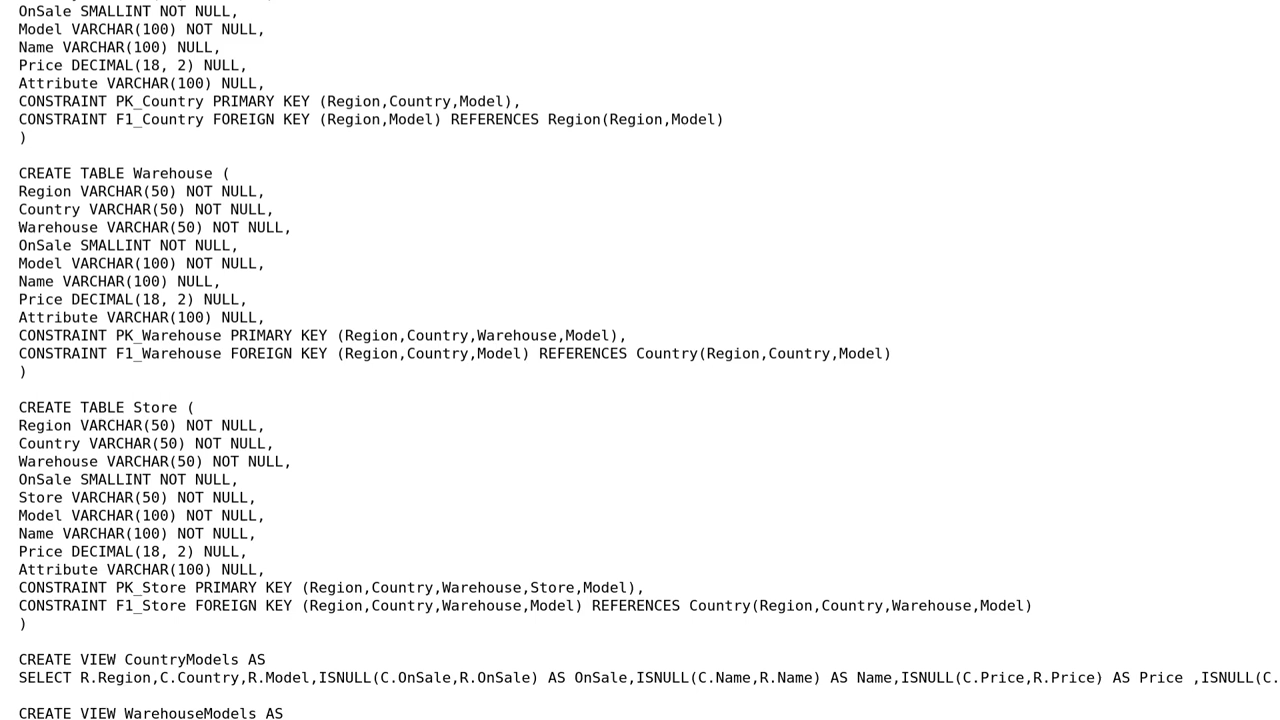 OnSale SMALLINT NOT NULL,
Model VARCHAR(100) NOT NULL,
Name VARCHAR(100) NULL,
Price DECIMAL(18, 2) NULL,
Attribute VARCHAR(100) NULL,
CONSTRAINT PK_Country PRIMARY KEY (Region,Country,Model),
CONSTRAINT F1_Country FOREIGN KEY (Region,Model) REFERENCES Region(Region,Model)
)
CREATE TABLE Warehouse (
Region VARCHAR(50) NOT NULL,
Country VARCHAR(50) NOT NULL,
Warehouse VARCHAR(50) NOT NULL,
OnSale SMALLINT NOT NULL,
Model VARCHAR(100) NOT NULL,
Name VARCHAR(100) NULL,
Price DECIMAL(18, 2) NULL,
Attribute VARCHAR(100) NULL,
CONSTRAINT PK_Warehouse PRIMARY KEY (Region,Country,Warehouse,Model),
CONSTRAINT F1_Warehouse FOREIGN KEY (Region,Country,Model) REFERENCES Country(Region,Country,Model)
)
CREATE TABLE Store (
Region VARCHAR(50) NOT NULL,
Country VARCHAR(50) NOT NULL,
Warehouse VARCHAR(50) NOT NULL,
OnSale SMALLINT NOT NULL,
Store VARCHAR(50) NOT NULL,
Model VARCHAR(100) NOT NULL,
Name VARCHAR(100) NOT NULL,
Price DECIMAL(18, 2) NULL,
Attribute VARCHAR(100) NULL,
CONSTRAINT PK_Store PRIMARY KEY (Region,Country,Warehouse,Store,Model),
CONSTRAINT F1_Store FOREIGN KEY (Region,Country,Warehouse,Model) REFERENCES Country(Region,Country,Warehouse,Model)
)
CREATE VIEW CountryModels AS
SELECT R.Region,C.Country,R.Model,ISNULL(C.OnSale,R.OnSale) AS OnSale,ISNULL(C.Name,R.Name) AS Name,ISNULL(C.Price,R.Price) AS Price ,ISNULL(C.
CREATE VIEW WarehouseModels AS